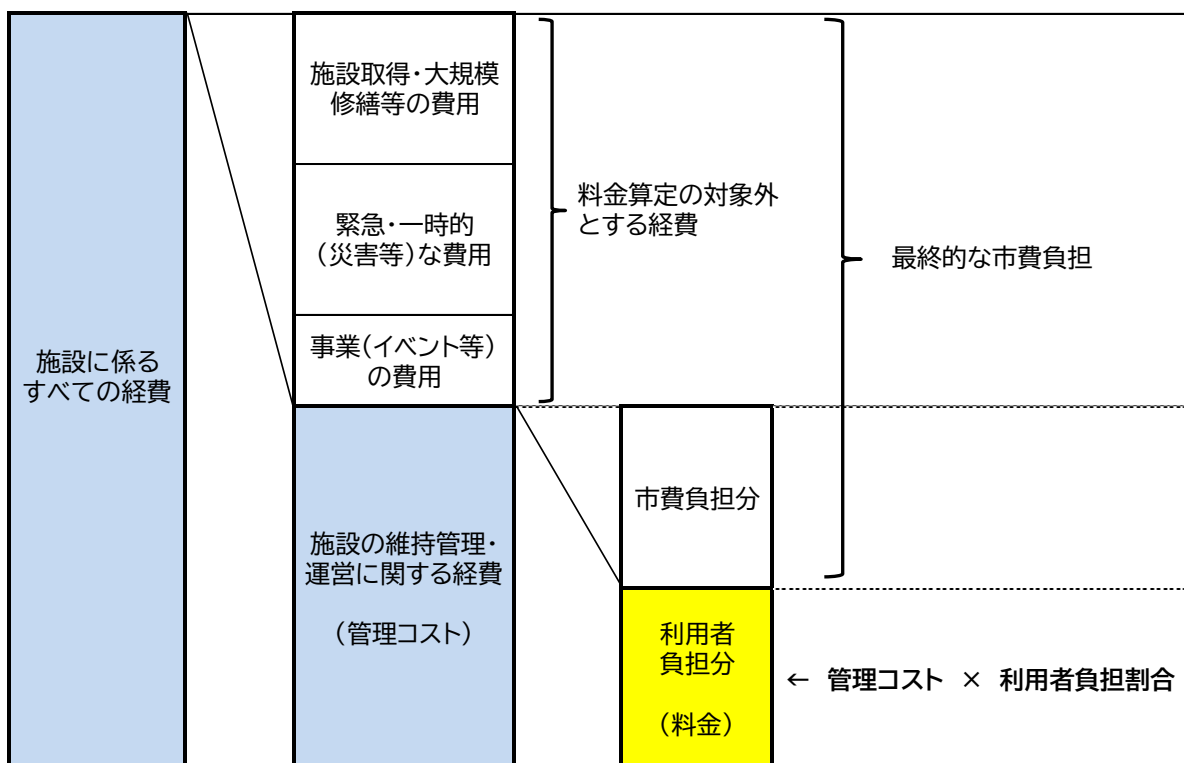 施設に係る
すべての経費
施設取得・大規模
修繕等の費用
緊急・一時的
（災害等）な費用
事業（イベント等）
の費用
料金算定の対象外
とする経費
最終的な市費負担
施設の維持管理・
運営に関する経費
（管理コスト）
市費負担分
利用者
負担分
（料金）
← 管理コスト × 利用者負担割合